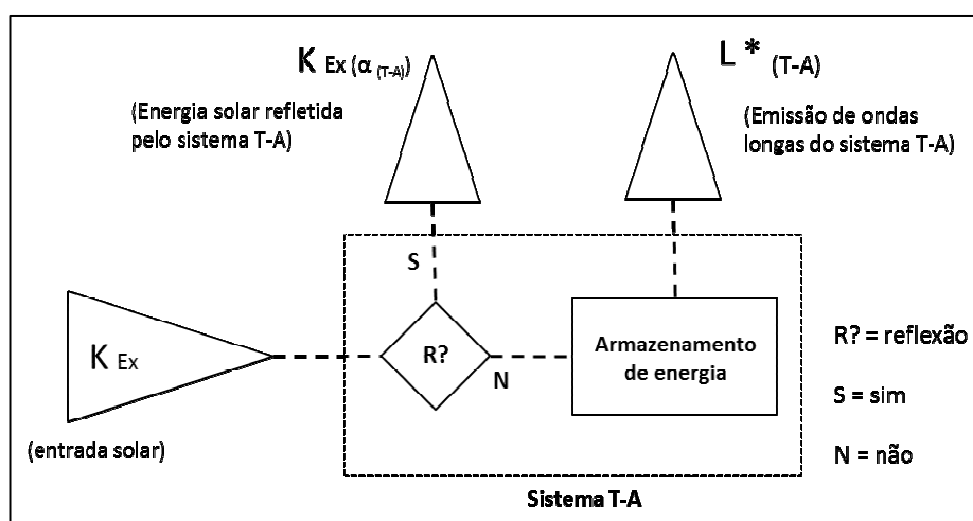 K Ex (α (T-A))
(Energia solar refletida
pelo sistema T-A)
L * (T-A)
(Emissão de ondas
longas do sistema T-A)
S
K Ex
R?
N
Armazenamento
de energia
(entrada solar)
R? = reflexão
S = sim
N = não
Sistema T-A